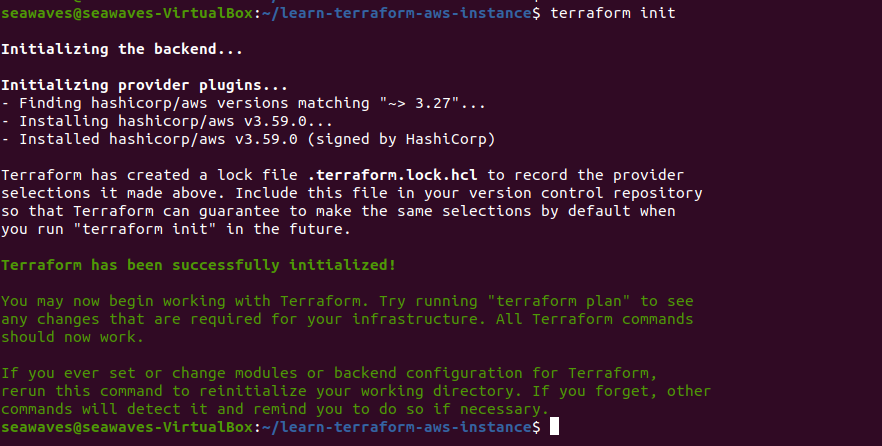 seawaves@seawaves-VirtualBox:~/learn-terraform-aws-instance$ terraform init
Initializing the backend...
Initializing provider plugins...
- Finding hashicorp/aws versions matching "~> 3.27"...
- Installing hashicorp/aws v3.59.0...
- Installed hashicorp/aws v3.59.0 (signed by HashiCorp)
Terraform has created a lock file .terraform.lock.hcl to record the provider
selections it made above. Include this file in your version control repository
so that Terraform can guarantee to make the same selections by default when
you run "terraform init" in the future.
Terraform has been successfully initialized!
You may now begin working with Terraform. Try running "terraform plan" to see
any changes that are required for your infrastructure. All Terraform commands
should now work.
If you ever set or change modules or backend configuration for Terraform,
rerun this command to reinitialize your working directory. If you forget, other
commands will detect it and remind you to do so if necessary.
seawaves@seawaves-VirtualBox:~/learn-terraform-aws-instance$